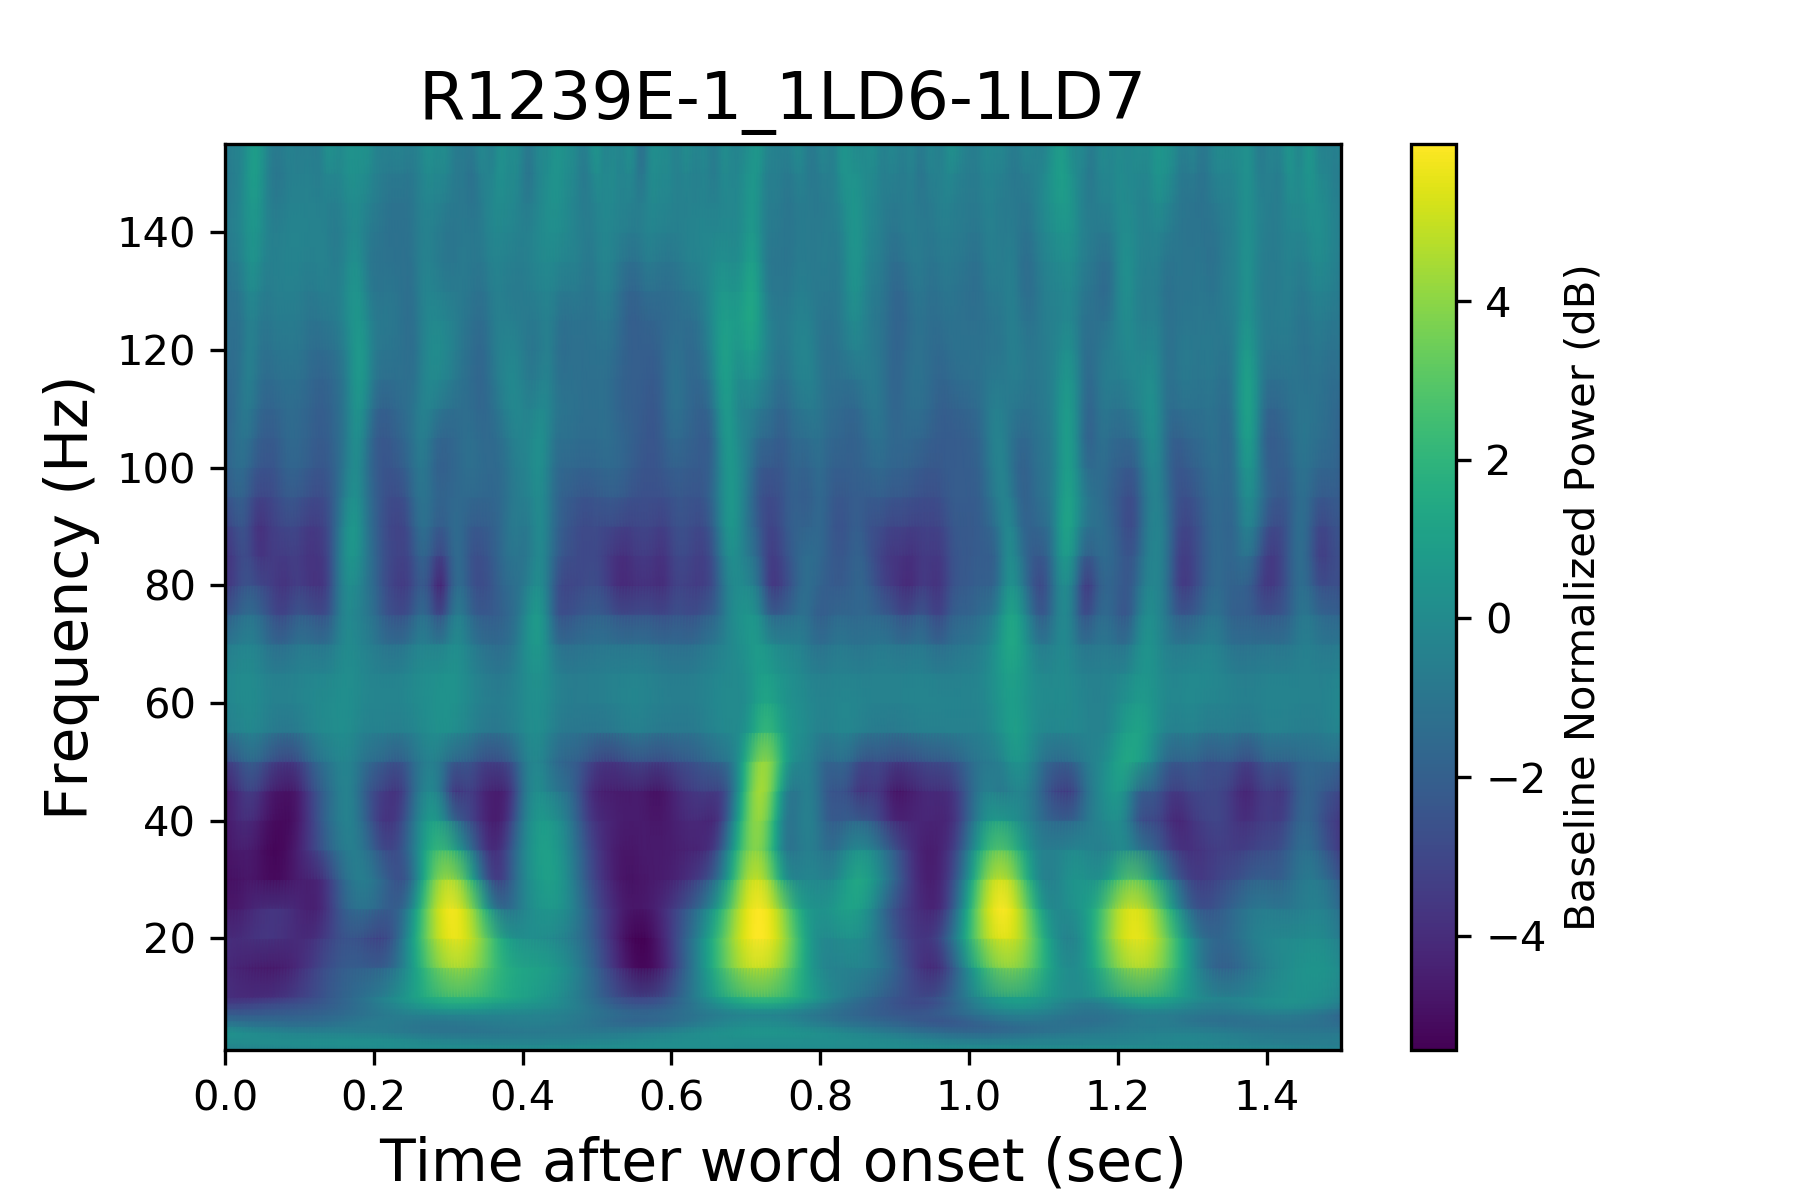 R1239E-1_1LD6-1LD7
Frequency (Hz)
140
120
100
80
60
40
20
0.0 0.2 0.4 0.6 0.8 1.0 1.2 1.4
Time after word onset (sec)
4
2
0
−2
−4
Baseline Normalized Power (dB)